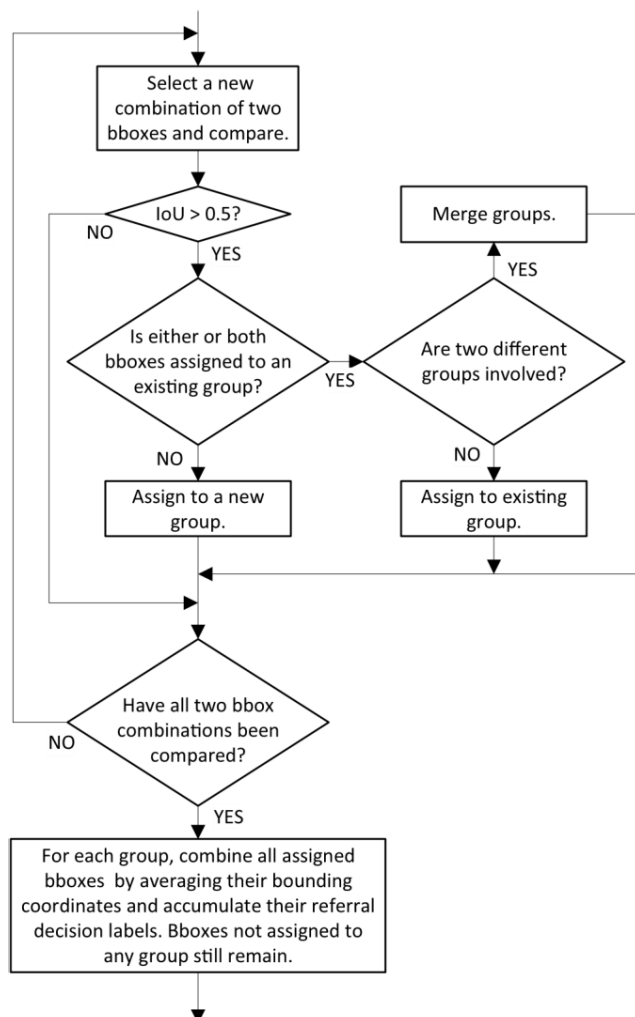 Select a new
combination of two
bboxes and compare.
IoU > 0.5?
NO
YES
Merge groups.
YES
Is either or both
bboxes assigned to an
existing group?
YES
Are two different
groups involved?
NO
NO
Assign to a new
group.
Assign to existing
group.
Have all two bbox
combinations been
compared?
NO
YES
For each group, combine all assigned
bboxes by averaging their bounding
coordinates and accumulate their referral
decision labels. Bboxes not assigned to
any group still remain.